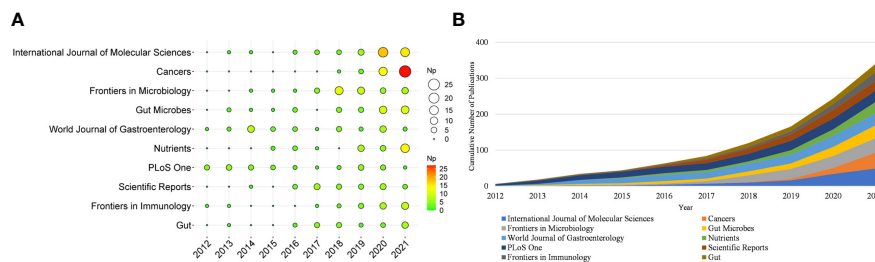 A
International Journal of Molecular Sciences
Cancers
Frontiers in Microbiology
Gut Microbes
World Journal of Gastroenterology
Nutrients
PLoS One
Scientific Reports
Frontiers in Immunology
Gut
2012 2013 2014 2015 2016 2017 2018 2019 2020 2021
Np
25
20
15
10
5
0
Np
25
20
15
10
5
0
B
Cumulative Number of Publications
400
300
200
100
0
2012 2013 2014 2015 2016 2017 2018 2019 2020
Year
International Journal of Molecular Sciences Cancers
Frontiers in Microbiology Gut Microbes
World Journal of Gastroenterology Nutrients
PLoS One Scientific Reports
Frontiers in Immunology Gut